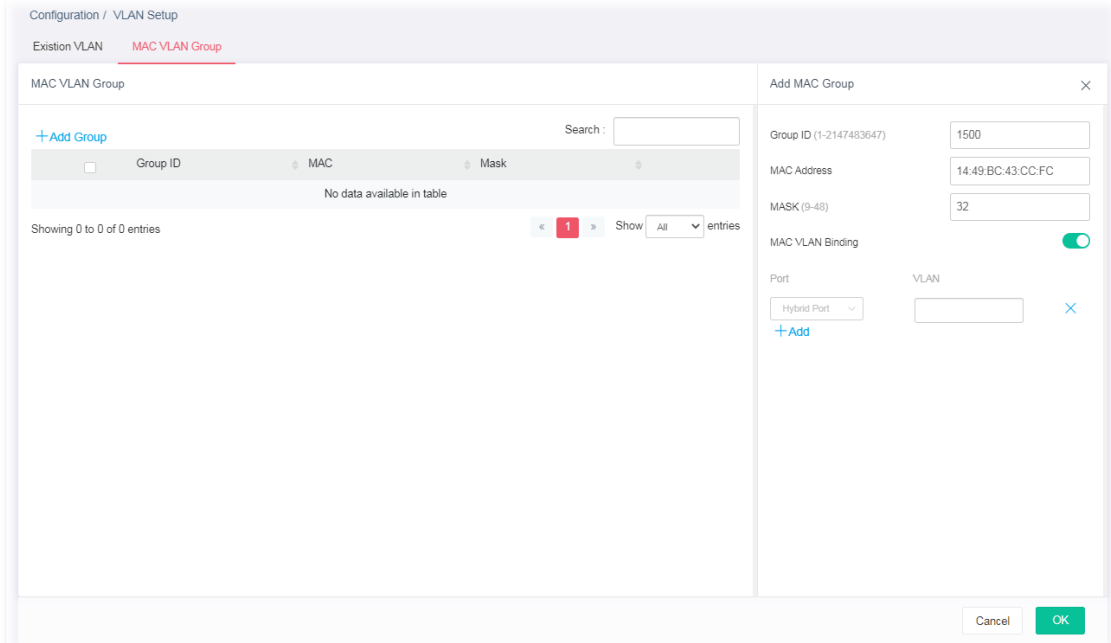 Configuration / VLAN Setup
Existion VLAN MAC VLAN Group
MAC VLAN Group
+Add Group
Search :
Group ID MAC Mask
No data available in table
Showing 0 to 0 of 0 entries
« 1 » Show All entries
Add MAC Group
Group ID (1-2147483647) 1500
MAC Address 14:49:BC:43:CC:FC
MASK (9-48) 32
MAC VLAN Binding
Port VLAN
Hybrid Port
+Add
Cancel OK